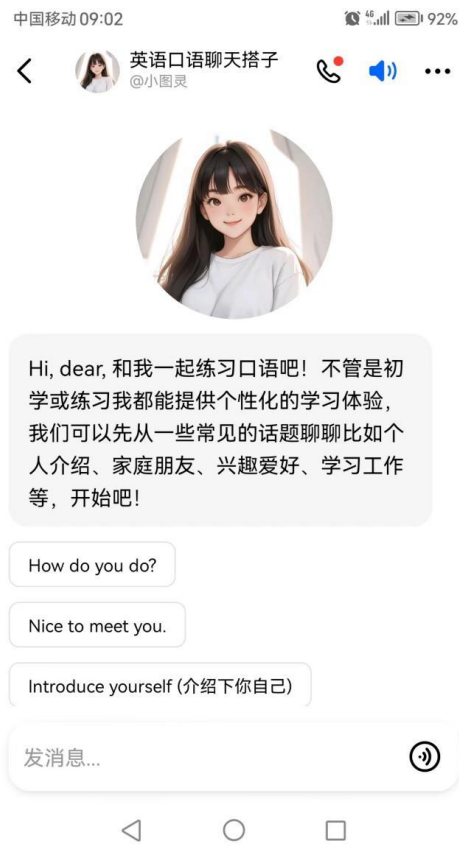 中国移动 09:02
4G
92%
英语口语聊天搭子
@小图灵
Hi, dear, 和我一起练习口语吧！不管是初
学或练习我都能提供个性化的学习体验，
我们可以先从一些常见的话题聊聊比如个
人介绍、家庭朋友、兴趣爱好、学习工作
等，开始吧！
How do you do?
Nice to meet you.
Introduce yourself (介绍下你自己)
发消息...